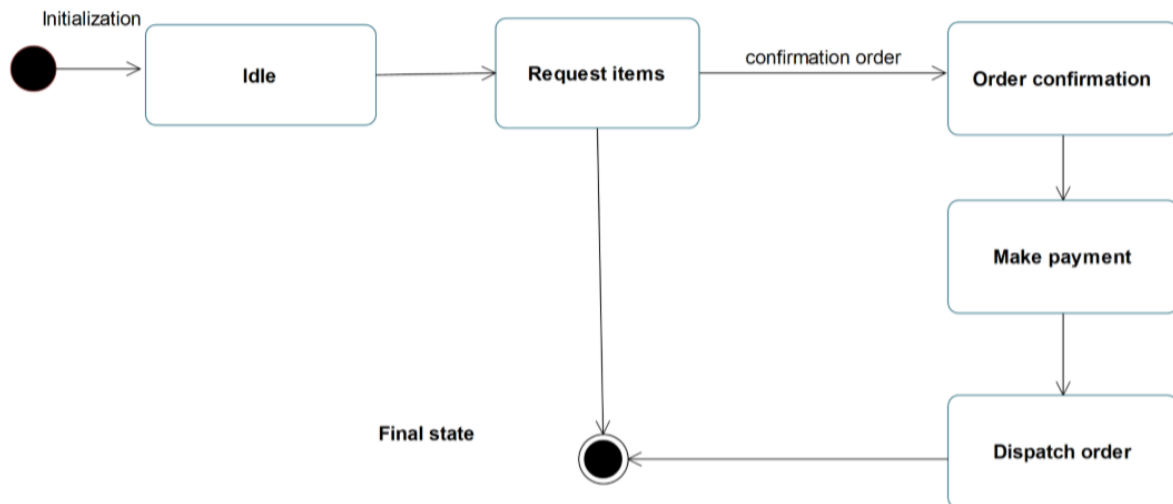 Initialization
Idle
Request items
confirmation order
Order confirmation
Make payment
Final state
Dispatch order